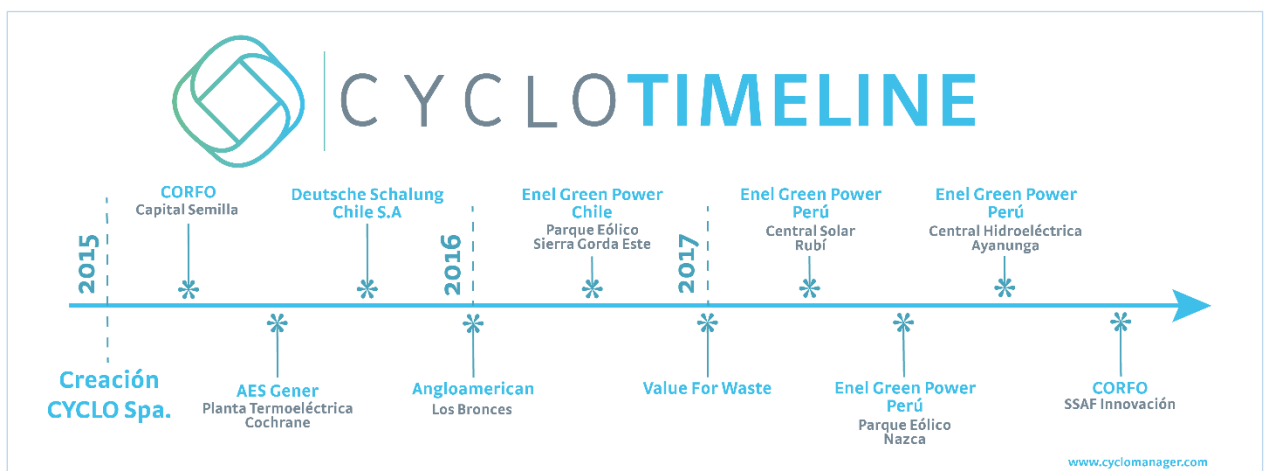 CYCLOTIMELINE
2015
Creación
CYCLO Spa.
CORFO
Capital Semilla
AES Gener
Planta Termoeléctrica
Cochrane
Deutsche Schalung
Chile S.A
2016
Angloamerican
Los Bronces
Enel Green Power
Chile
Parque Eólico
Sierra Gorda Este
2017
Value For Waste
Enel Green Power
Perú
Central Solar
Rubí
Enel Green Power
Perú
Parque Eólico
Nazca
Enel Green Power
Perú
Central Hidroeléctrica
Ayanunga
CORFO
SSAF Innovación
www.cyclomanager.com